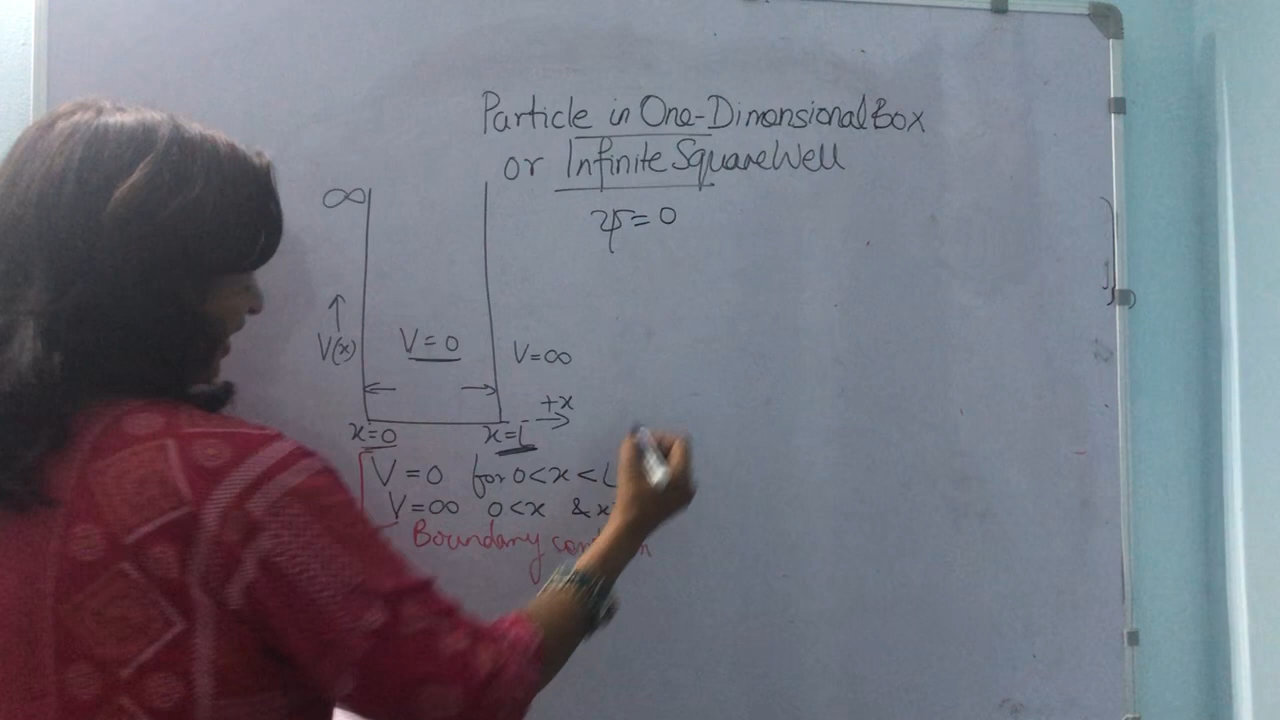 Particle in One-Dimensional Box
or Infinite Square Well
∞
ψ=0
V(x)
V=0
V=∞
+x
x=0
x=L
V=0 for 0<x<L
V=∞ 0<x & x
Boundary